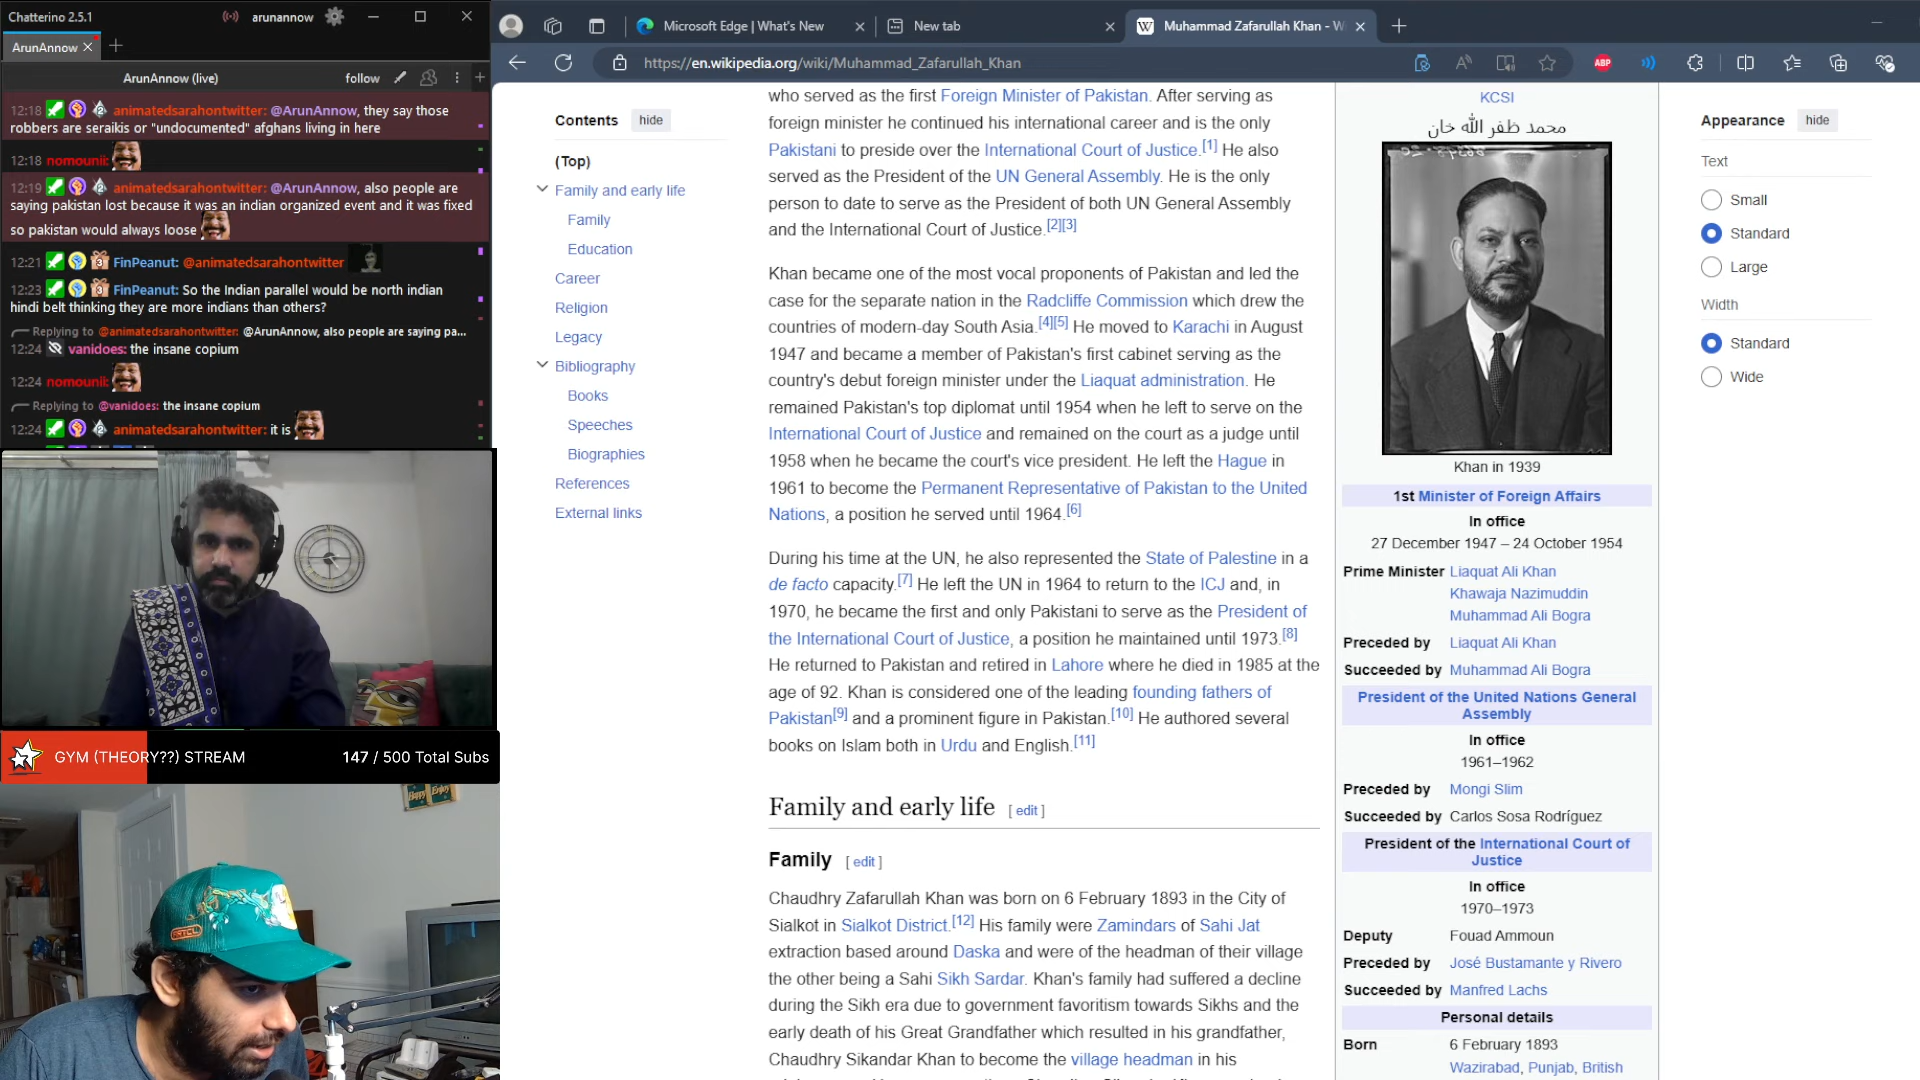 Chatterino 2.5.1
arunannow
ArunAnnow
ArunAnnow (live)
follow
12:18 animatedsarahontwitter: @ArunAnnow, they say those
robbers are seraikis or "undocumented" afghans living in here
12:18 nomounii:
12:19 animatedsarahontwitter: @ArunAnnow, also people are
saying pakistan lost because it was an indian organized event and it was fixed
so pakistan would always loose
12:21 FinPeanut: @animatedsarahontwitter
12:23 FinPeanut: So the Indian parallel would be north indian
hindi belt thinking they are more indians than others?
Replying to @animatedsarahontwitter: @ArunAnnow, also people are saying pa...
12:24 vanidoes: the insane copium
12:24 nomounii:
Replying to @vanidoes: the insane copium
12:24 animatedsarahontwitter: it is
GYM (THEORY??) STREAM
147 / 500 Total Subs
Microsoft Edge | What's New
New tab
Muhammad Zafarullah Khan - W
https://en.wikipedia.org/wiki/Muhammad_Zafarullah_Khan
ABP
Contents
hide
(Top)
Family and early life
Family
Education
Career
Religion
Legacy
Bibliography
Books
Speeches
Biographies
References
External links
who served as the first Foreign Minister of Pakistan. After serving as
foreign minister he continued his international career and is the only
Pakistani to preside over the International Court of Justice.[1] He also
served as the President of the UN General Assembly. He is the only
person to date to serve as the President of both UN General Assembly
and the International Court of Justice.[2][3]
Khan became one of the most vocal proponents of Pakistan and led the
case for the separate nation in the Radcliffe Commission which drew the
countries of modern-day South Asia.[4][5] He moved to Karachi in August
1947 and became a member of Pakistan's first cabinet serving as the
country's debut foreign minister under the Liaquat administration. He
remained Pakistan's top diplomat until 1954 when he left to serve on the
International Court of Justice and remained on the court as a judge until
1958 when he became the court's vice president. He left the Hague in
1961 to become the Permanent Representative of Pakistan to the United
Nations, a position he served until 1964.[6]
During his time at the UN, he also represented the State of Palestine in a
de facto capacity.[7] He left the UN in 1964 to return to the ICJ and, in
1970, he became the first and only Pakistani to serve as the President of
the International Court of Justice, a position he maintained until 1973.[8]
He returned to Pakistan and retired in Lahore where he died in 1985 at the
age of 92. Khan is considered one of the leading founding fathers of
Pakistan[9] and a prominent figure in Pakistan.[10] He authored several
books on Islam both in Urdu and English.[11]
Family and early life [ edit ]
Family [ edit ]
Chaudhry Zafarullah Khan was born on 6 February 1893 in the City of
Sialkot in Sialkot District.[12] His family were Zamindars of Sahi Jat
extraction based around Daska and were of the headman of their village
the other being a Sahi Sikh Sardar. Khan's family had suffered a decline
during the Sikh era due to government favoritism towards Sikhs and the
early death of his Great Grandfather which resulted in his grandfather,
Chaudhry Sikandar Khan to become the village headman in his
KCSI
محمد ظفر اللہ خان
Khan in 1939
1st Minister of Foreign Affairs
In office
27 December 1947 – 24 October 1954
Prime Minister Liaquat Ali Khan
Khawaja Nazimuddin
Muhammad Ali Bogra
Preceded by Liaquat Ali Khan
Succeeded by Muhammad Ali Bogra
President of the United Nations General
Assembly
In office
1961–1962
Preceded by Mongi Slim
Succeeded by Carlos Sosa Rodríguez
President of the International Court of
Justice
In office
1970–1973
Deputy Fouad Ammoun
Preceded by José Bustamante y Rivero
Succeeded by Manfred Lachs
Personal details
Born 6 February 1893
Wazirabad, Punjab, British
Appearance
hide
Text
Small
Standard
Large
Width
Standard
Wide